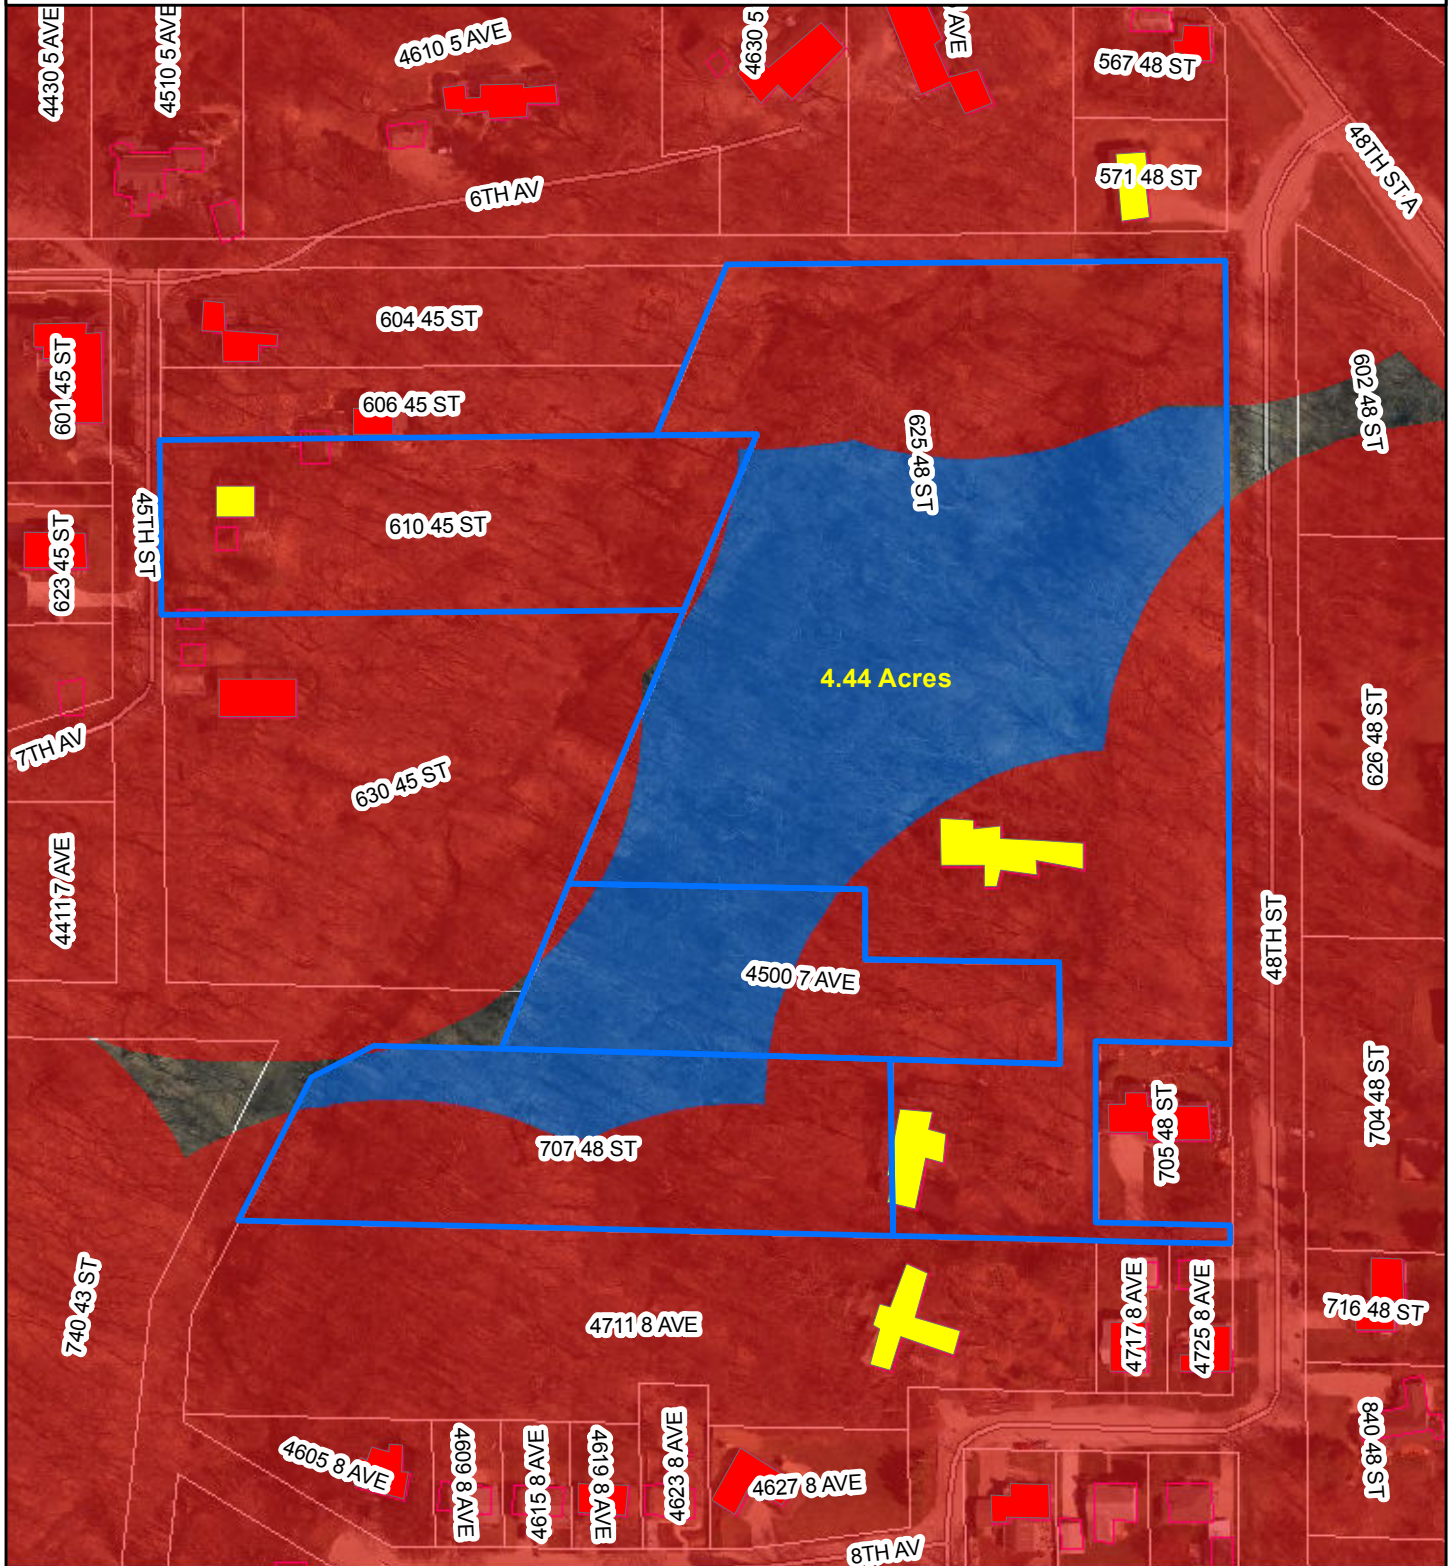 4430 5 AVE
4510 5 AVE
4610 5 AVE
4630 5
AVE
567 48 ST
48TH ST A
571 48 ST
6TH AV
604 45 ST
601 45 ST
606 45 ST
602 48 ST
625 48 ST
45TH ST
610 45 ST
623 45 ST
4.44 Acres
7TH AV
630 45 ST
626 48 ST
4411 7 AVE
48TH ST
4500 7 AVE
704 48 ST
705 48 ST
707 48 ST
740 43 ST
4711 8 AVE
4717 8 AVE
4725 8 AVE
716 48 ST
4605 8 AVE
4609 8 AVE
4615 8 AVE
4619 8 AVE
4623 8 AVE
4627 8 AVE
840 48 ST
8TH AV